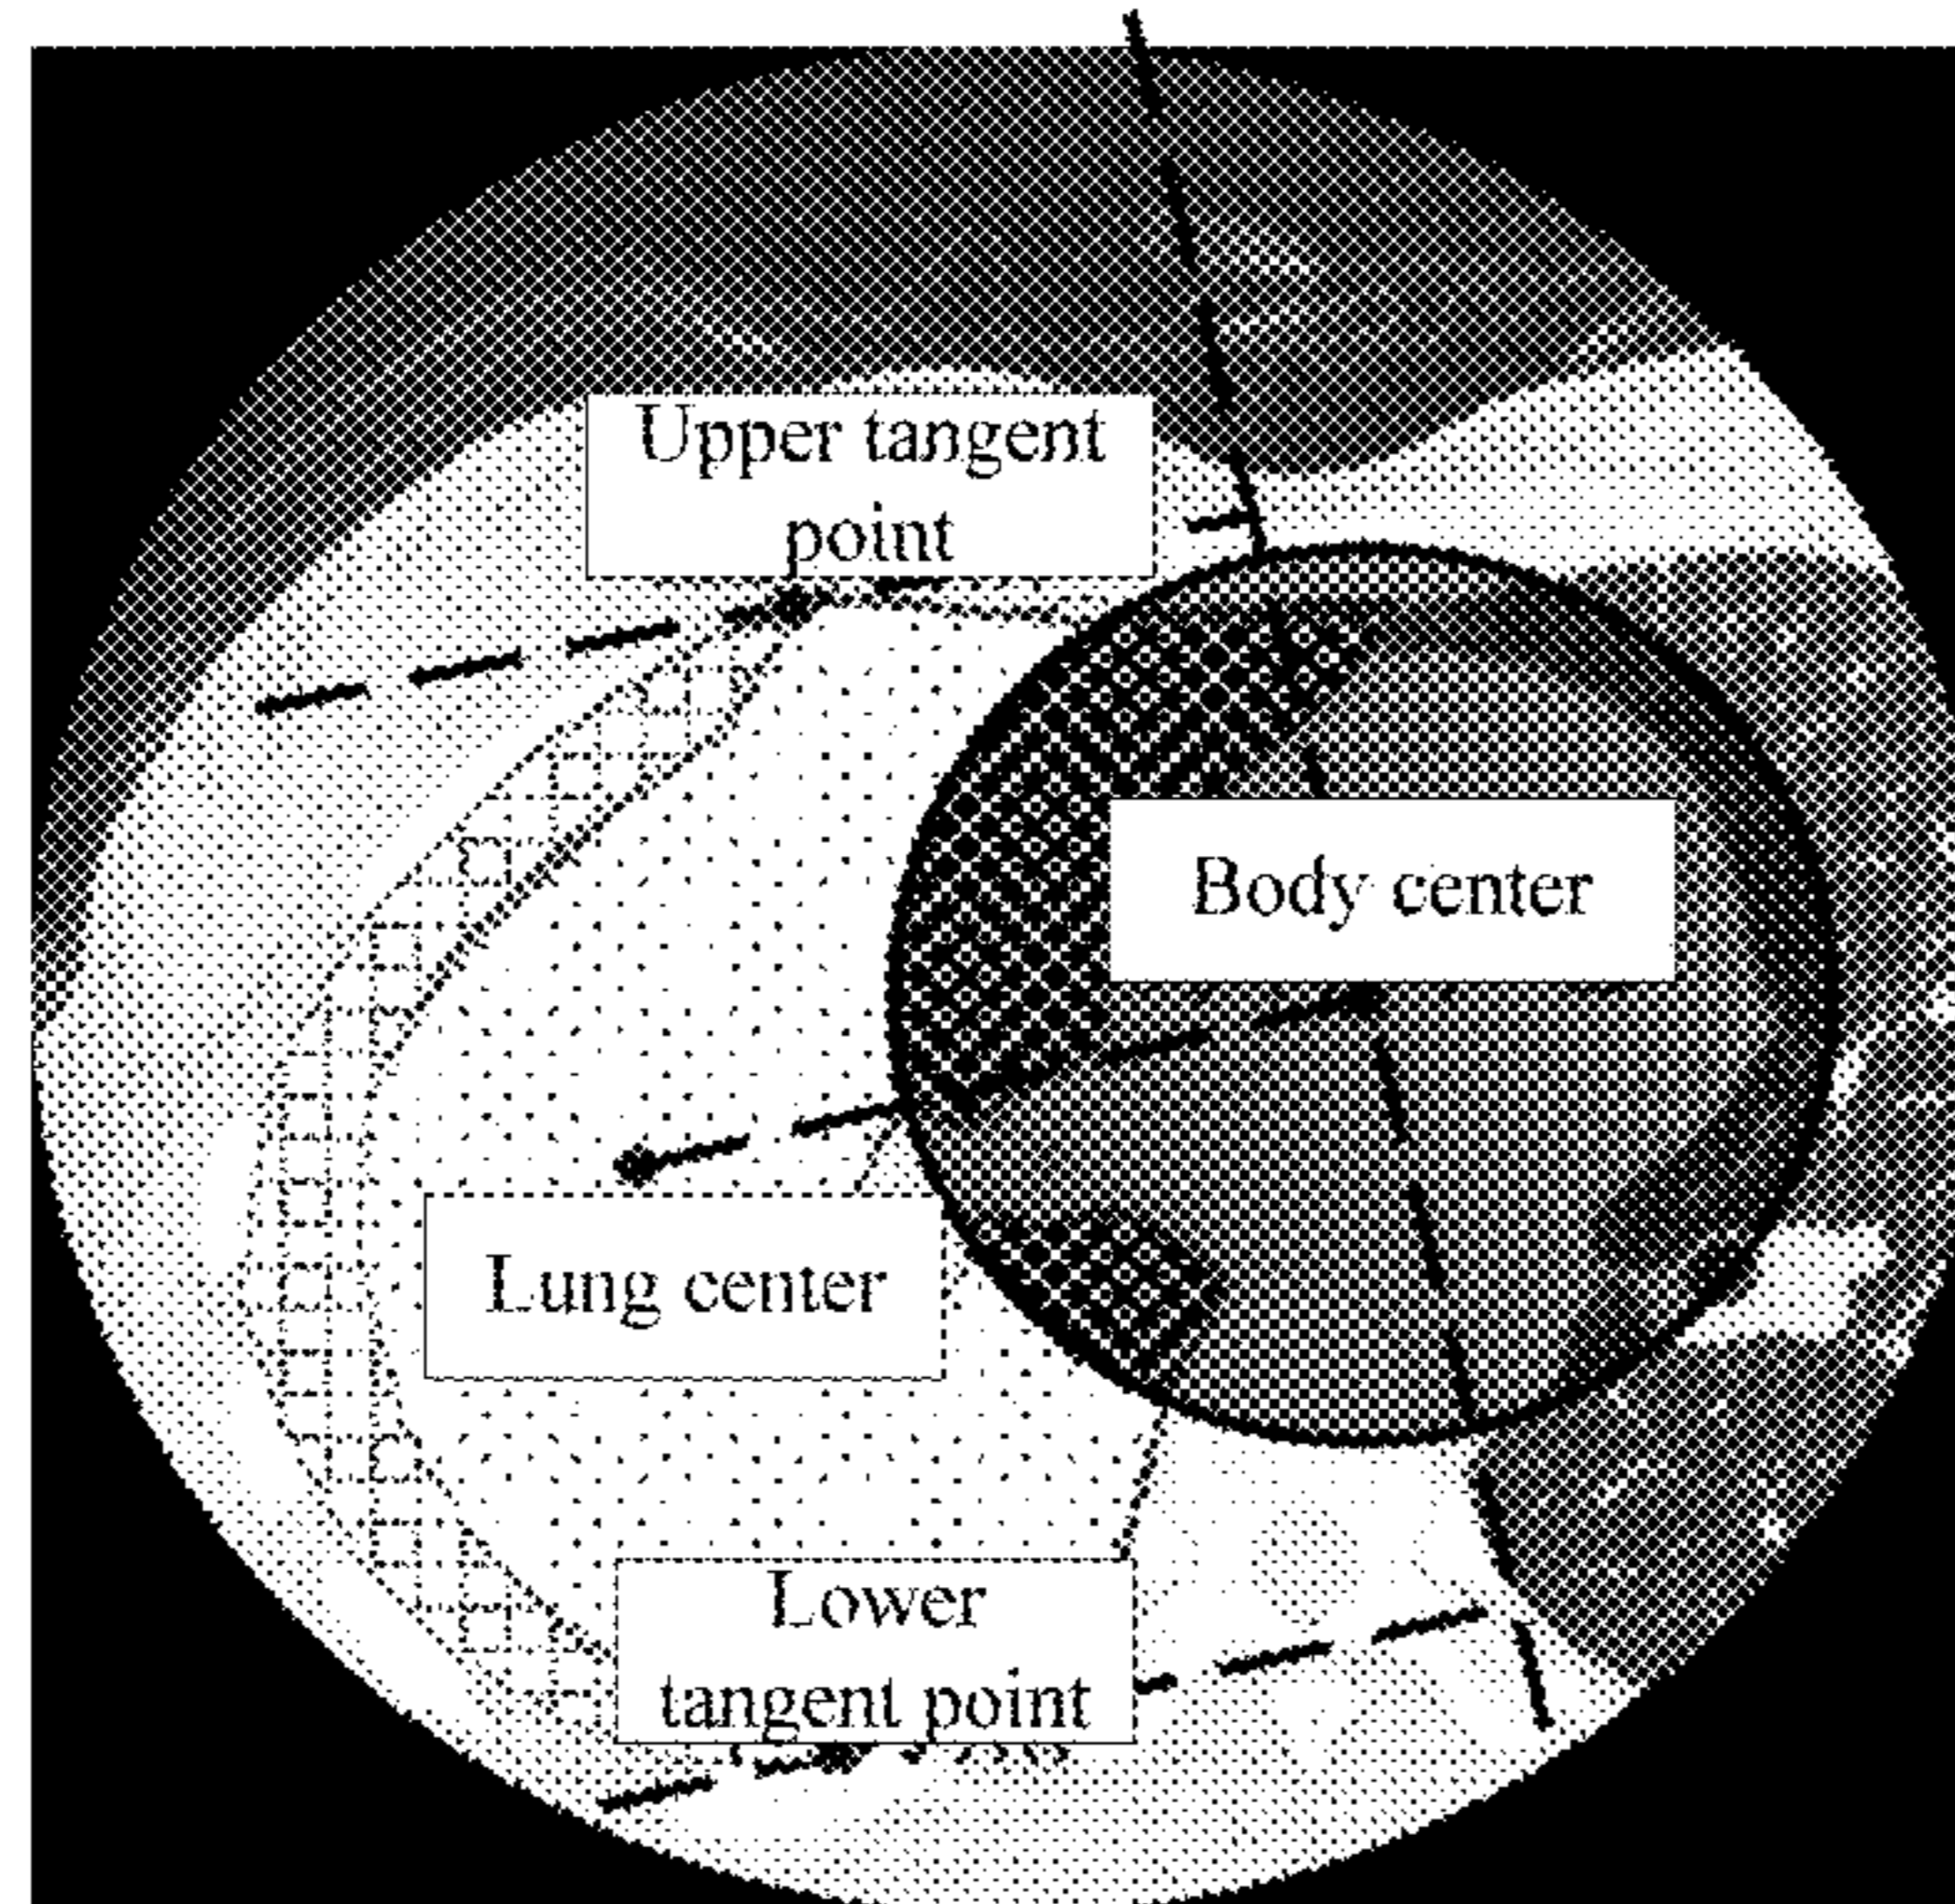 Upper tangent
point
Body center
Lung center
Lower
tangent point